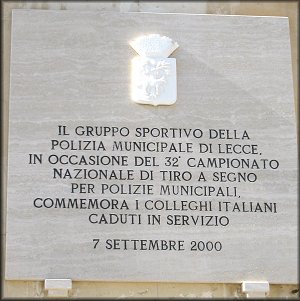 IL GRUPPO SPORTIVO DELLA
POLIZIA MUNICIPALE DI LECCE,
IN OCCASIONE DEL 32° CAMPIONATO
NAZIONALE DI TIRO A SEGNO
PER POLIZIE MUNICIPALI,
COMMEMORA I COLLEGHI ITALIANI
CADUTI IN SERVIZIO
7 SETTEMBRE 2000